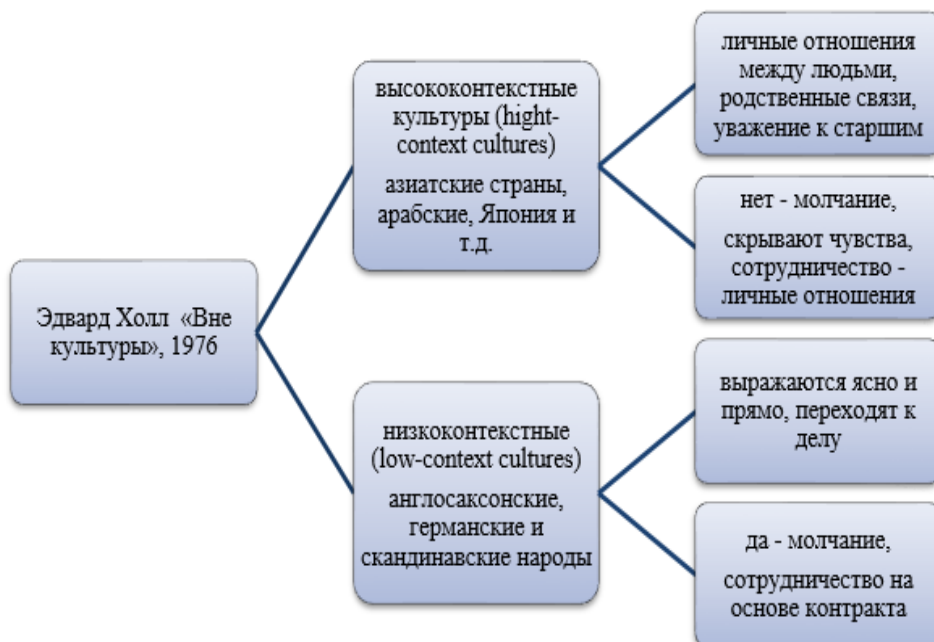 Эдвард Холл «Вне
культуры», 1976
высококонтекстные
культуры (hight-
context cultures)
азиатские страны,
арабские, Япония и
т.д.
личные отношения
между людьми,
родственные связи,
уважение к старшим
нет - молчание,
скрывают чувства,
сотрудничество -
личные отношения
низкоконтекстные
(low-context cultures)
англосаксонские,
германские и
скандинавские народы
выражаются ясно и
прямо, переходят к
делу
да - молчание,
сотрудничество на
основе контракта